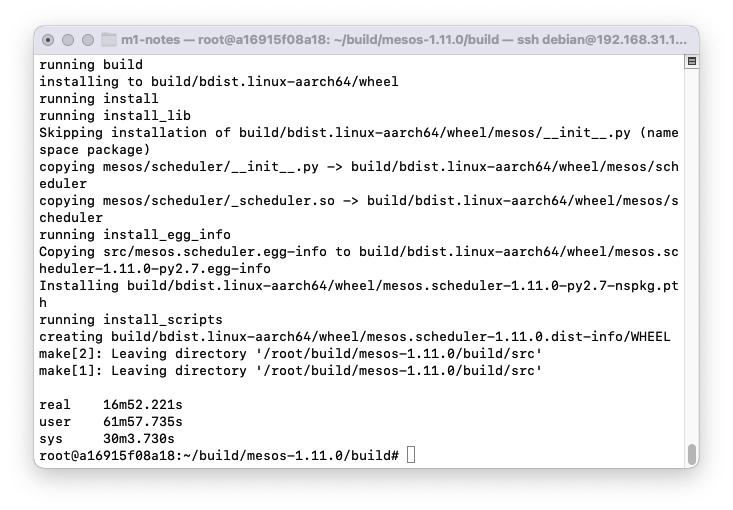 m1-notes — root@a16915f08a18: ~/build/mesos-1.11.0/build — ssh debian@192.168.31.1...
running build
installing to build/bdist.linux-aarch64/wheel
running install
running install_lib
Skipping installation of build/bdist.linux-aarch64/wheel/mesos/__init__.py (name
space package)
copying mesos/scheduler/__init__.py -> build/bdist.linux-aarch64/wheel/mesos/sch
eduler
copying mesos/scheduler/_scheduler.so -> build/bdist.linux-aarch64/wheel/mesos/s
cheduler
running install_egg_info
Copying src/mesos.scheduler.egg-info to build/bdist.linux-aarch64/wheel/mesos.sc
heduler-1.11.0-py2.7.egg-info
Installing build/bdist.linux-aarch64/wheel/mesos.scheduler-1.11.0-py2.7-nspkg.pt
h
running install_scripts
creating build/bdist.linux-aarch64/wheel/mesos.scheduler-1.11.0.dist-info/WHEEL
make[2]: Leaving directory '/root/build/mesos-1.11.0/build/src'
make[1]: Leaving directory '/root/build/mesos-1.11.0/build/src'
real    16m52.221s
user    61m57.735s
sys     30m3.730s
root@a16915f08a18:~/build/mesos-1.11.0/build#